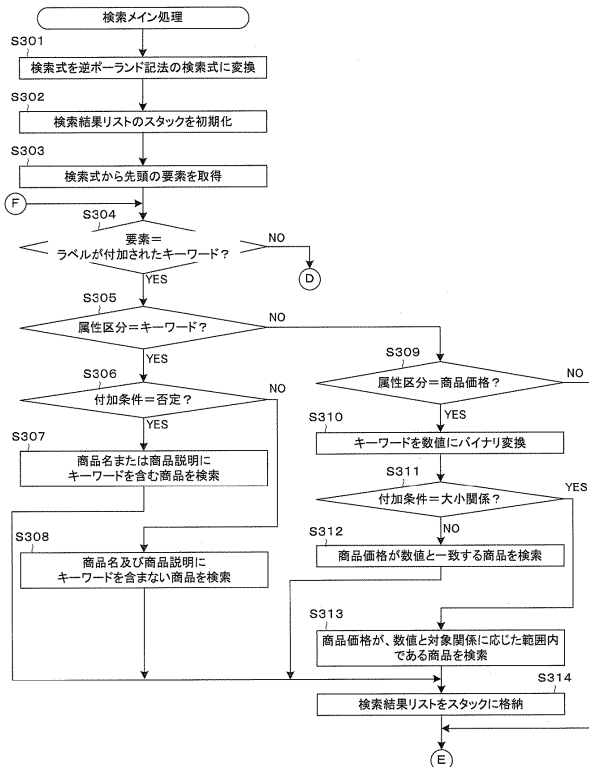 検索メイン処理
S301
検索式を逆ポーランド記法の検索式に変換
S302
検索結果リストのスタックを初期化
S303
検索式から先頭の要素を取得
F
S304
要素=
ラベルが付加されたキーワード?
NO
D
YES
S305
属性区分=キーワード?
NO
YES
S306
付加条件=否定?
NO
YES
S307
商品名または商品説明に
キーワードを含む商品を検索
S308
商品名及び商品説明に
キーワードを含まない商品を検索
S309
属性区分=商品価格?
NO
YES
S310
キーワードを数値にバイナリ変換
S311
付加条件=大小関係?
YES
NO
S312
商品価格が数値と一致する商品を検索
S313
商品価格が、数値と対象関係に応じた範囲内
である商品を検索
S314
検索結果リストをスタックに格納
E